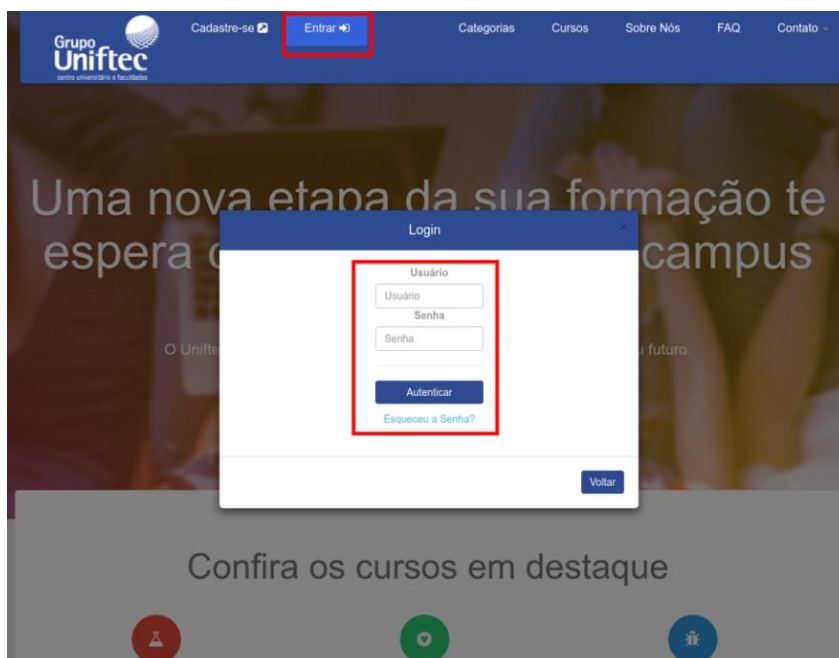 Grupo
Uniftec
centro universitário e faculdades
Cadastre-se
Entrar
Categorias
Cursos
Sobre Nós
FAQ
Contato
Uma nova etapa da sua formação te
espera campus
O Unifte futuro.
Login
×
Usuário
Usuário
Senha
Senha
Autenticar
Esqueceu a Senha?
Voltar
Confira os cursos em destaque